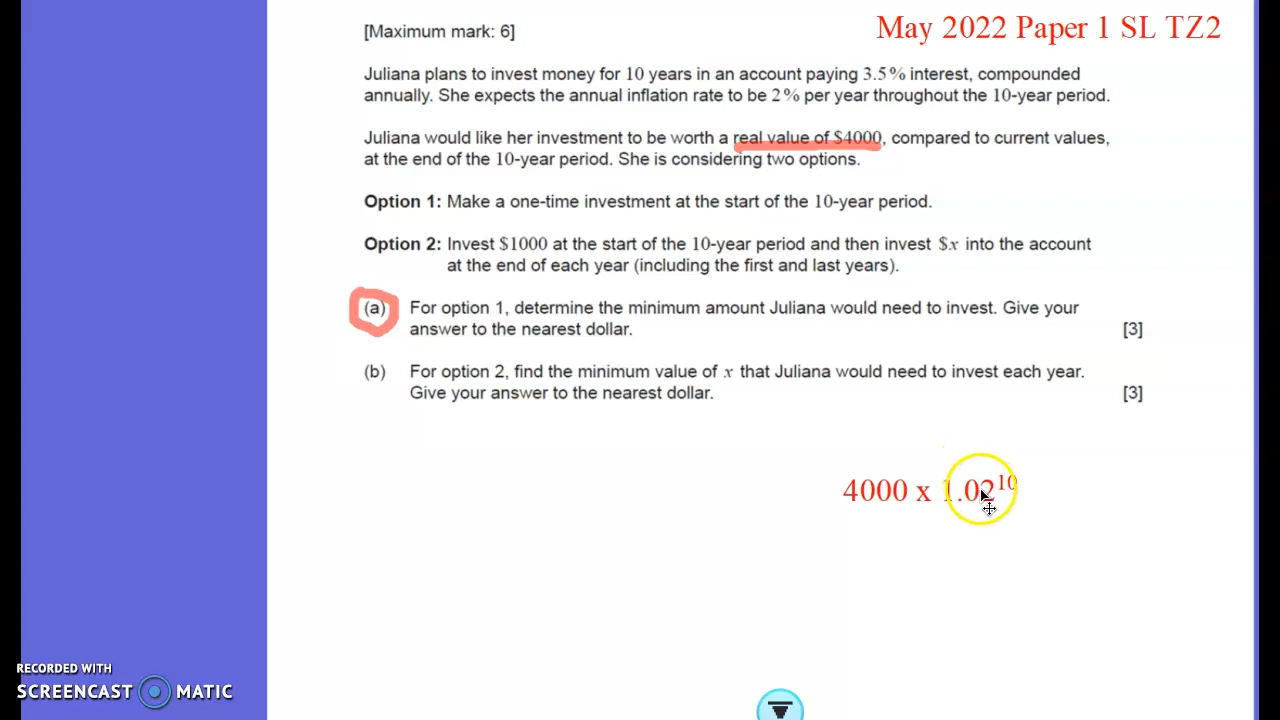 [Maximum mark: 6]
May 2022 Paper 1 SL TZ2
Juliana plans to invest money for 10 years in an account paying 3.5% interest, compounded
annually. She expects the annual inflation rate to be 2% per year throughout the 10-year period.
Juliana would like her investment to be worth a real value of $4000, compared to current values,
at the end of the 10-year period. She is considering two options.
Option 1: Make a one-time investment at the start of the 10-year period.
Option 2: Invest $1000 at the start of the 10-year period and then invest $x into the account
at the end of each year (including the first and last years).
(a) For option 1, determine the minimum amount Juliana would need to invest. Give your
answer to the nearest dollar. [3]
(b) For option 2, find the minimum value of x that Juliana would need to invest each year.
Give your answer to the nearest dollar. [3]
4000 x 1.02¹⁰
RECORDED WITH
SCREENCAST MATIC